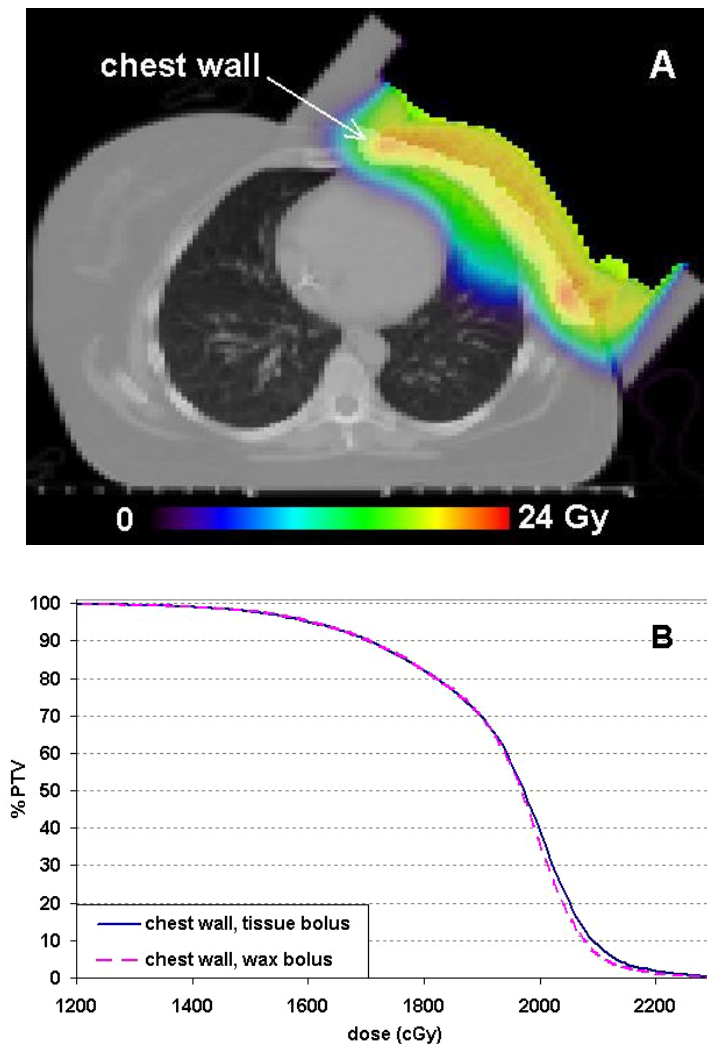 chest wall
A
0 24 Gy
B
100
90
80
70
60
50
40
30
20
10
0
%PTV
chest wall, tissue bolus
chest wall, wax bolus
1200 1400 1600 1800 2000 2200
dose (cGy)